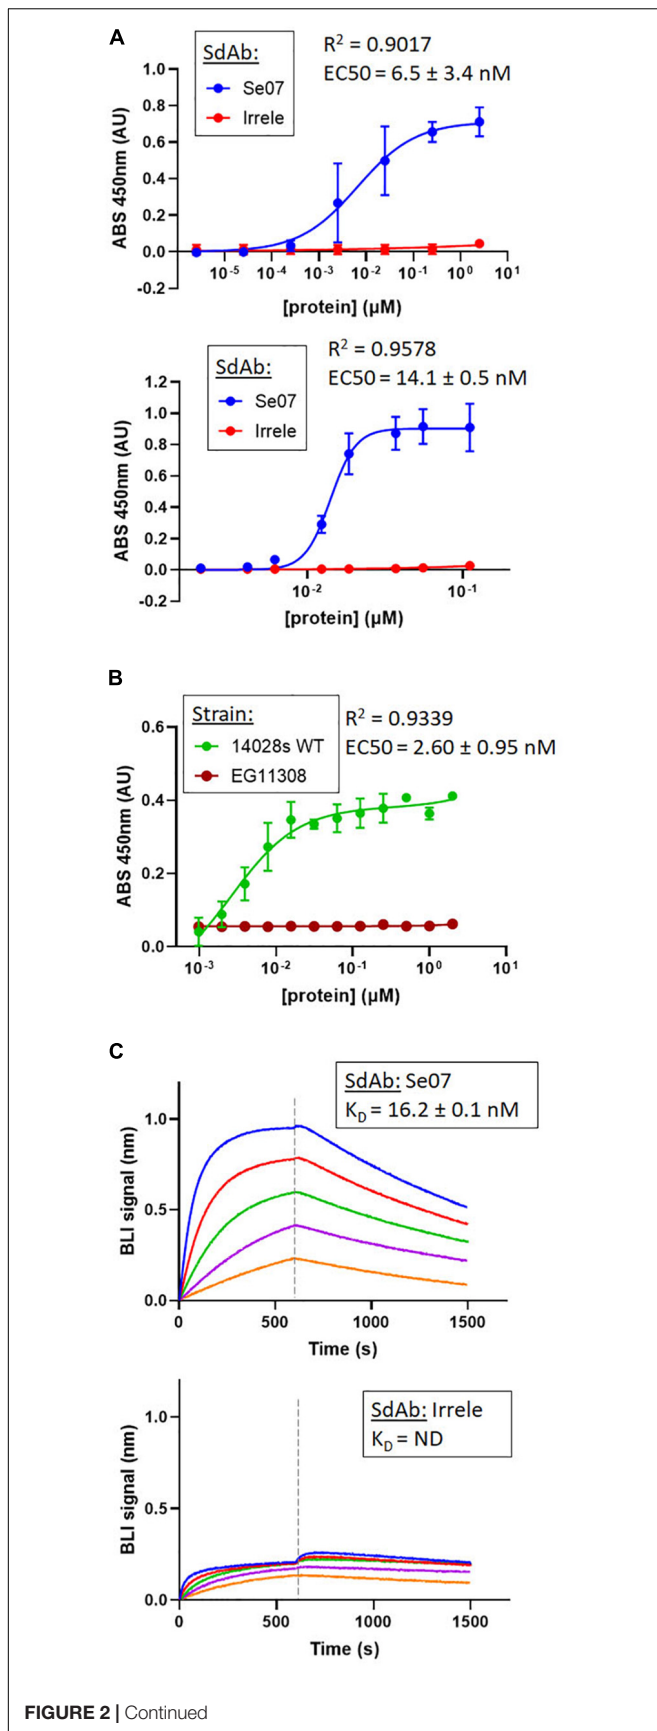 A
SdAb:
Se07
Irrele
R² = 0.9017
EC50 = 6.5 ± 3.4 nM
1.0
0.8
0.6
0.4
0.2
0.0
-0.2
ABS 450nm (AU)
10⁻⁵ 10⁻⁴ 10⁻³ 10⁻² 10⁻¹ 10⁰ 10¹
[protein] (µM)
SdAb:
Se07
Irrele
R² = 0.9578
EC50 = 14.1 ± 0.5 nM
1.2
1.0
0.8
0.6
0.4
0.2
0.0
-0.2
ABS 450nm (AU)
10⁻² 10⁻¹
[protein] (µM)
B
Strain:
14028s WT
EG11308
R² = 0.9339
EC50 = 2.60 ± 0.95 nM
0.6
0.4
0.2
0.0
ABS 450nm (AU)
10⁻³ 10⁻² 10⁻¹ 10⁰ 10¹
[protein] (µM)
C
SdAb: Se07
K_D = 16.2 ± 0.1 nM
1.0
0.5
0.0
BLI signal (nm)
0 500 1000 1500
Time (s)
SdAb: Irrele
K_D = ND
1.0
0.5
0.0
BLI signal (nm)
0 500 1000 1500
Time (s)
FIGURE 2 | Continued